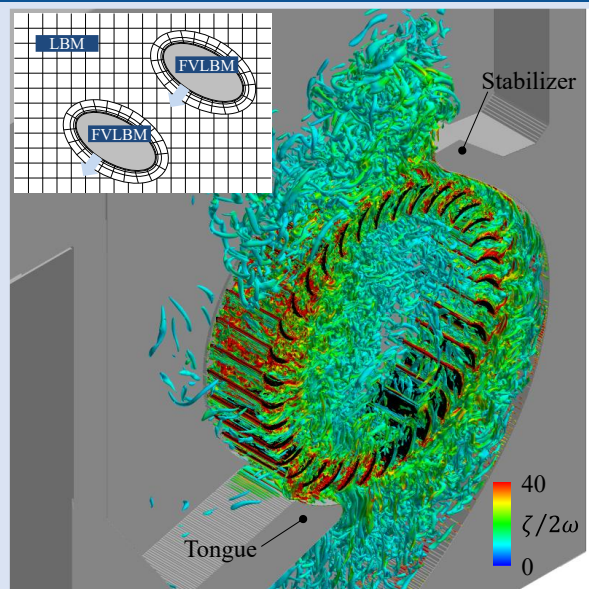 LBM
FVLBM
FVLBM
Stabilizer
Tongue
40
ζ/2ω
0